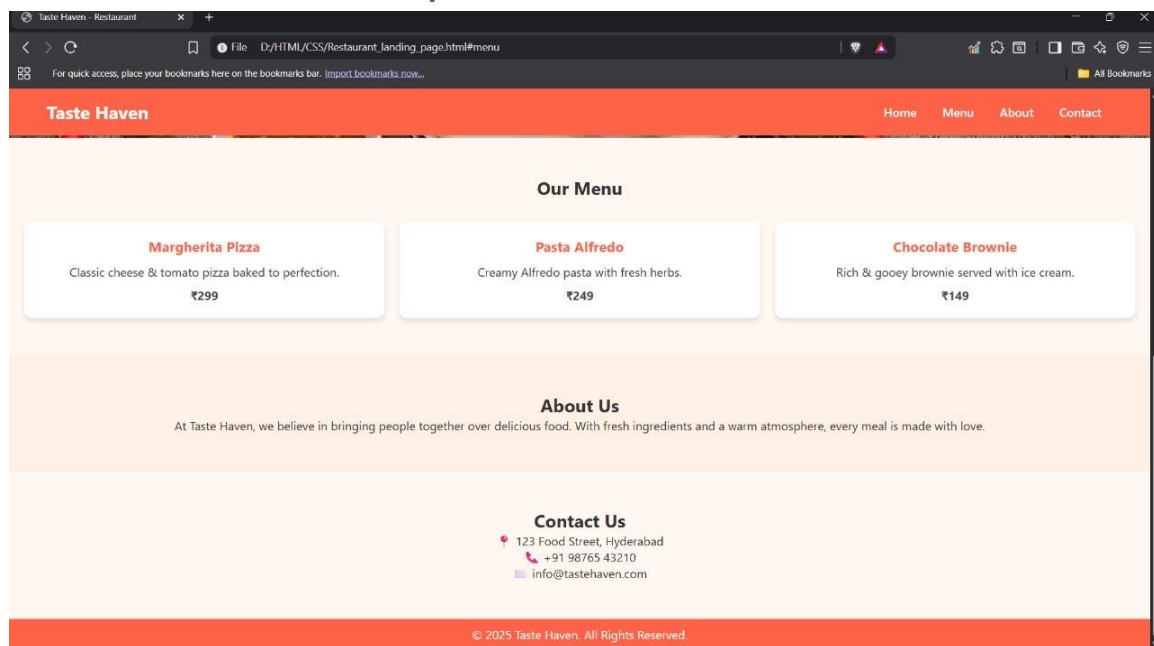 Taste Haven - Restaurant
File D:/HTML/CSS/Restaurant_landing_page.html#menu
For quick access, place your bookmarks here on the bookmarks bar. Import bookmarks now...
All Bookmarks
Taste Haven
Home Menu About Contact
Our Menu
Margherita Pizza
Classic cheese & tomato pizza baked to perfection.
₹299
Pasta Alfredo
Creamy Alfredo pasta with fresh herbs.
₹249
Chocolate Brownie
Rich & gooey brownie served with ice cream.
₹149
About Us
At Taste Haven, we believe in bringing people together over delicious food. With fresh ingredients and a warm atmosphere, every meal is made with love.
Contact Us
📍 123 Food Street, Hyderabad
📞 +91 98765 43210
📧 info@tastehaven.com
© 2025 Taste Haven. All Rights Reserved.